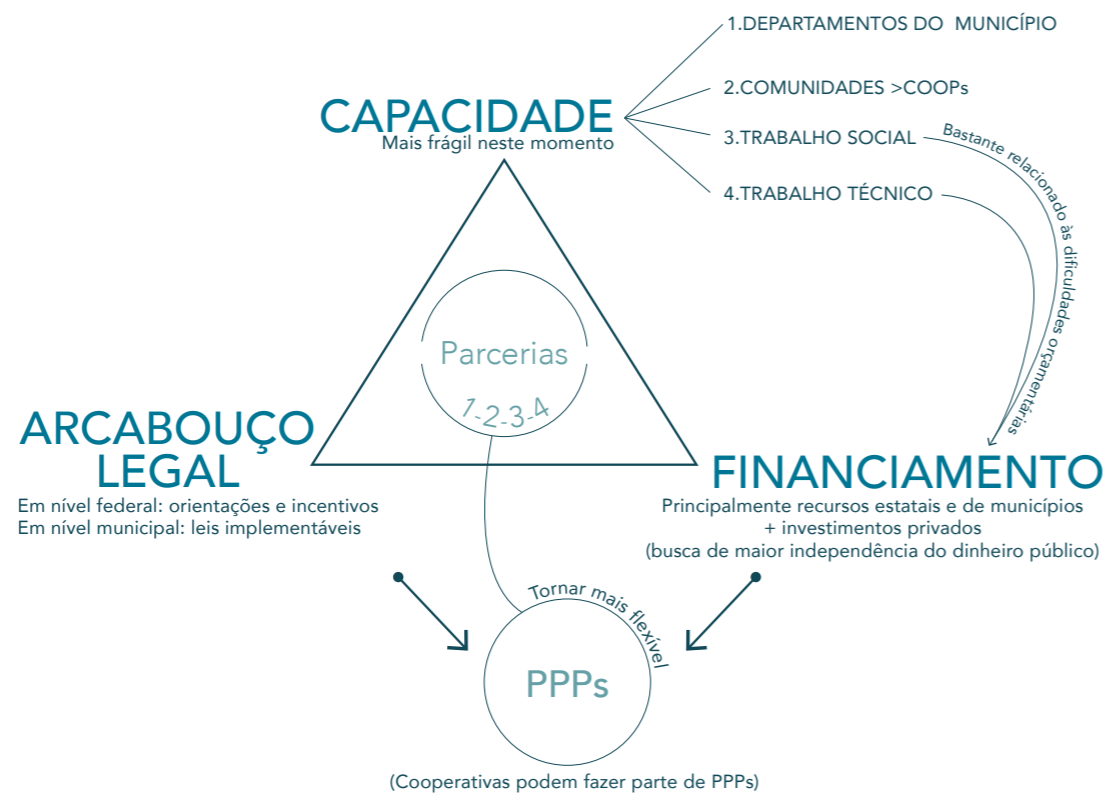 1.DEPARTAMENTOS DO MUNICÍPIO
2.COMUNIDADES >COOPs
CAPACIDADE
Mais frágil neste momento
3.TRABALHO SOCIAL
4.TRABALHO TÉCNICO
Bastante relacionado às dificuldades orçamentárias
Parcerias
1-2-3-4
ARCABOUÇO
LEGAL
Em nível federal: orientações e incentivos
Em nível municipal: leis implementáveis
FINANCIAMENTO
Principalmente recursos estatais e de municípios
+ investimentos privados
(busca de maior independência do dinheiro público)
Tornar mais flexível
PPPs
(Cooperativas podem fazer parte de PPPs)